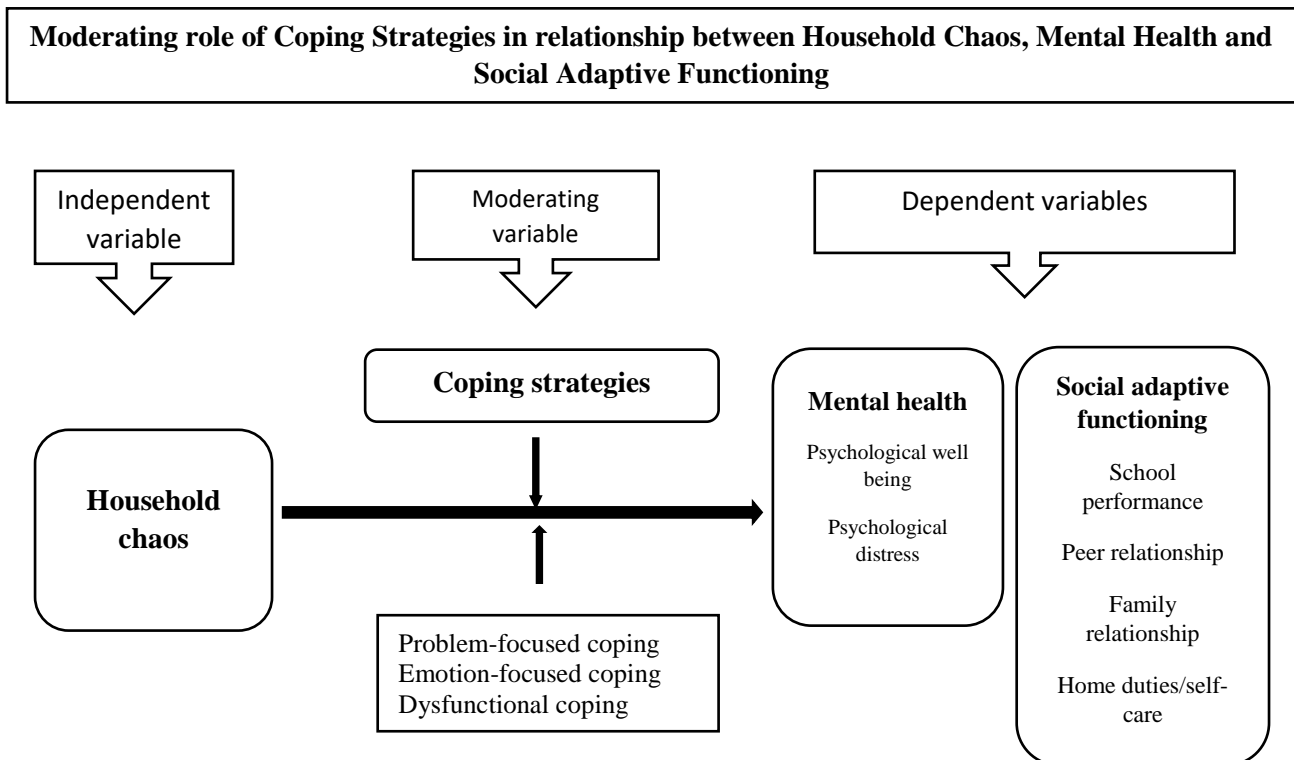 Moderating role of Coping Strategies in relationship between Household Chaos, Mental Health and
Social Adaptive Functioning
Independent
variable
Moderating
variable
Dependent variables
Coping strategies
Household
chaos
Problem-focused coping
Emotion-focused coping
Dysfunctional coping
Mental health
Psychological well
being
Psychological
distress
Social adaptive
functioning
School
performance
Peer relationship
Family
relationship
Home duties/self-
care